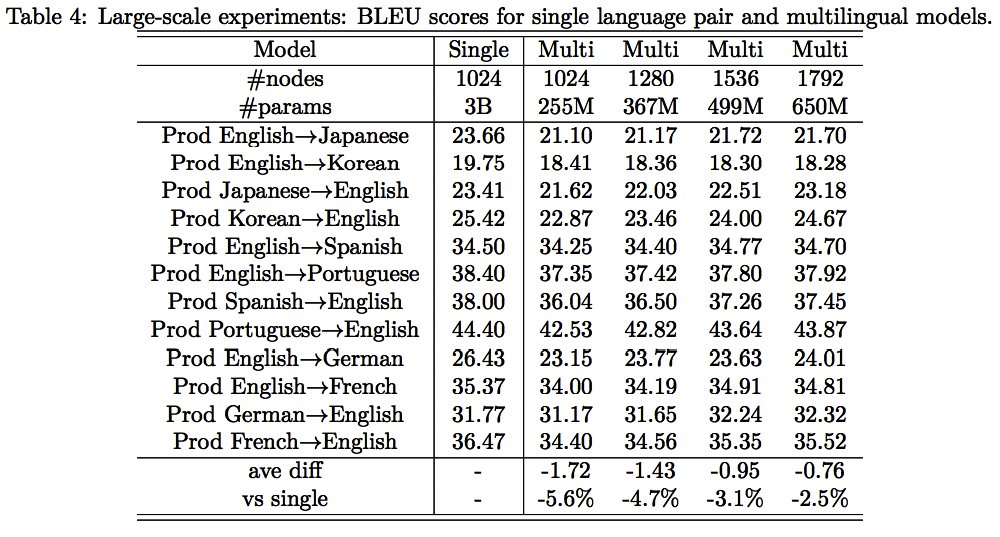 Table 4: Large-scale experiments: BLEU scores for single language pair and multilingual models.
Model Single Multi Multi Multi Multi
#nodes 1024 1024 1280 1536 1792
#params 3B 255M 367M 499M 650M
Prod English→Japanese 23.66 21.10 21.17 21.72 21.70
Prod English→Korean 19.75 18.41 18.36 18.30 18.28
Prod Japanese→English 23.41 21.62 22.03 22.51 23.18
Prod Korean→English 25.42 22.87 23.46 24.00 24.67
Prod English→Spanish 34.50 34.25 34.40 34.77 34.70
Prod English→Portuguese 38.40 37.35 37.42 37.80 37.92
Prod Spanish→English 38.00 36.04 36.50 37.26 37.45
Prod Portuguese→English 44.40 42.53 42.82 43.64 43.87
Prod English→German 26.43 23.15 23.77 23.63 24.01
Prod English→French 35.37 34.00 34.19 34.91 34.81
Prod German→English 31.77 31.17 31.65 32.24 32.32
Prod French→English 36.47 34.40 34.56 35.35 35.52
ave diff - -1.72 -1.43 -0.95 -0.76
vs single - -5.6% -4.7% -3.1% -2.5%